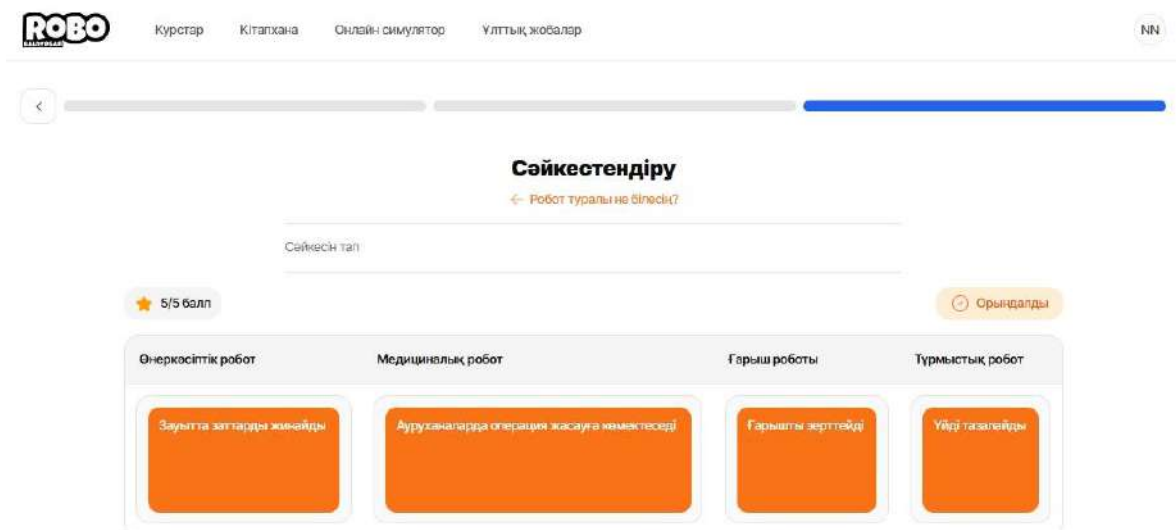 ROBO
Курстар Кітапхана Онлайн симулятор Ұлттық жобалар NN
Сәйкестендіру
← Робот туралы не білесің?
Сәйкесін тап
5/5 балл Орындалды
Өнеркәсіптік робот Медициналық робот Ғарыш роботы Тұрмыстық робот
Зауытта заттарды жинайды Ауруханаларда операция жасауға көмектеседі Ғарышты зерттейді Үйді тазалайды